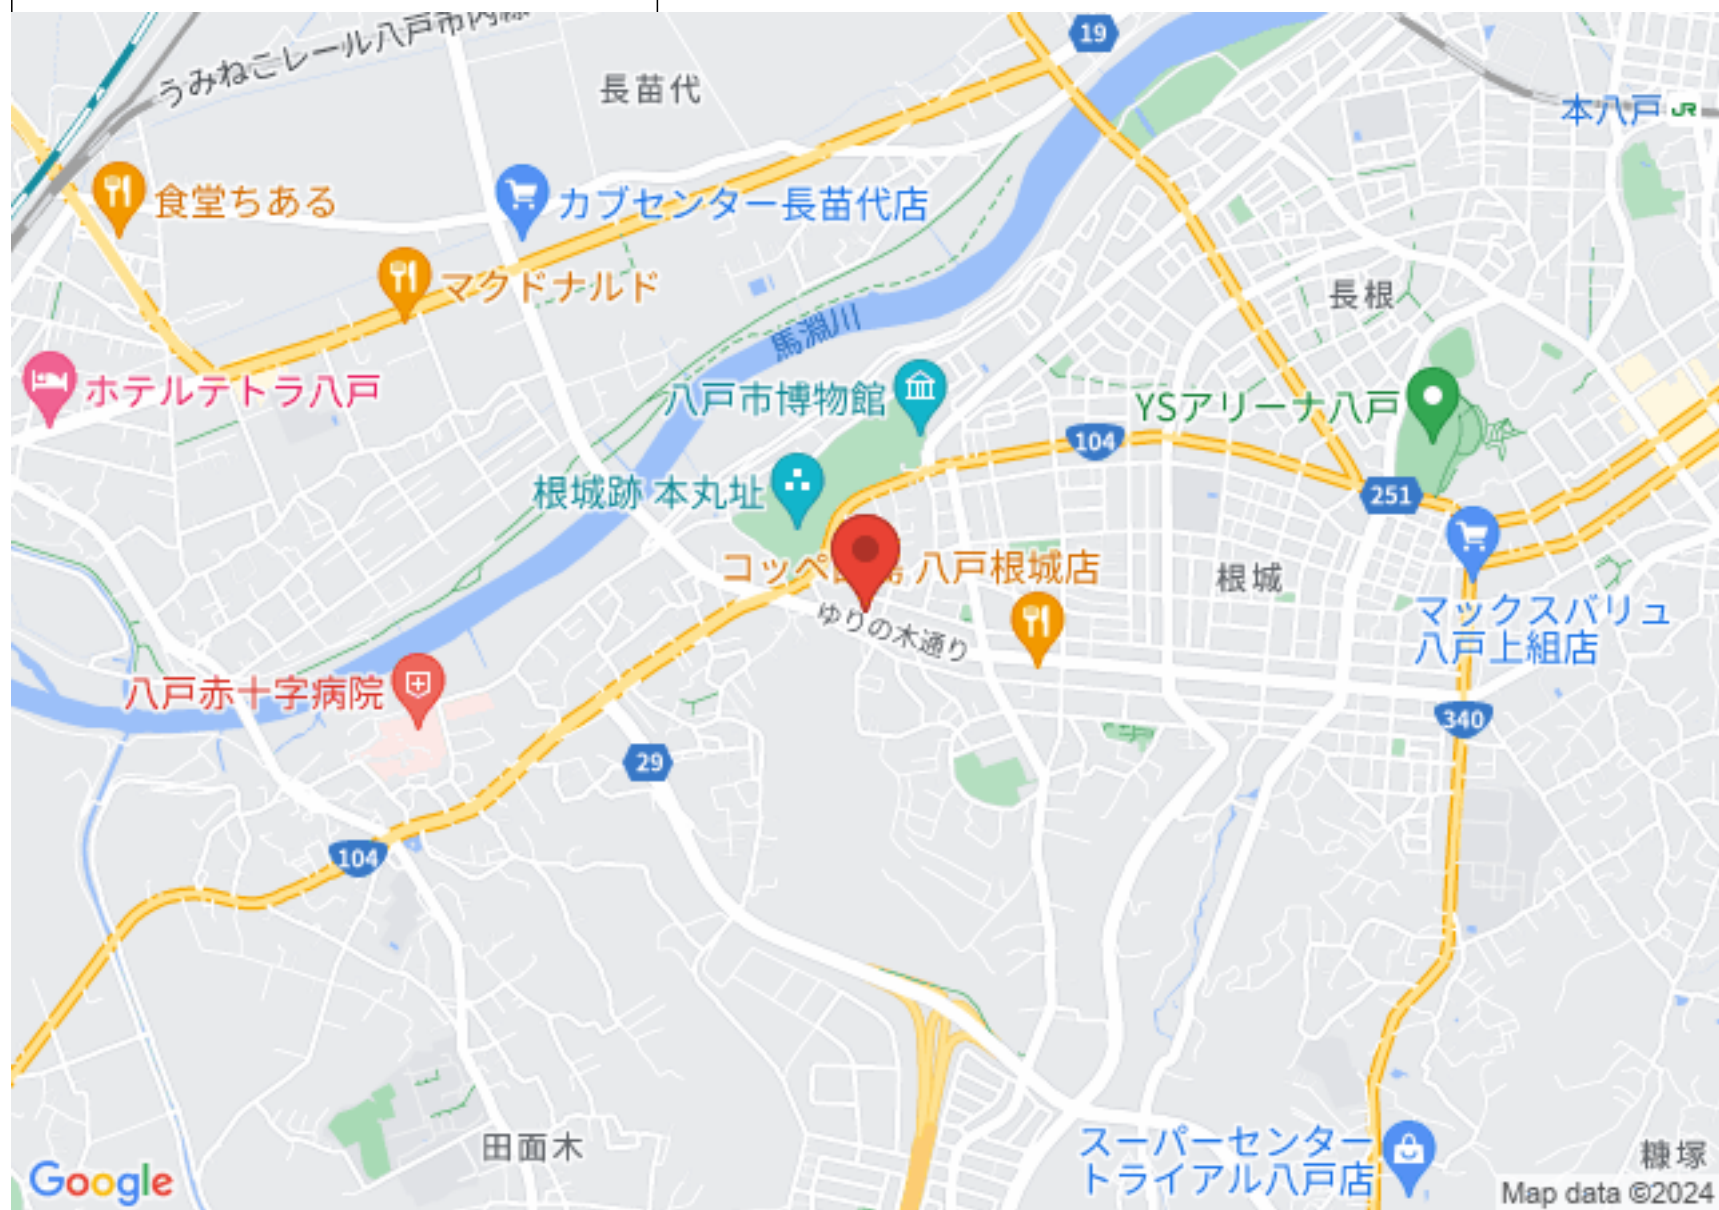 うみねこレール八戸市内線
19
長苗代
本八戸 JR
食堂ちある
カブセンター長苗代店
マクドナルド
長根
馬淵川
ホテルテトラ八戸
八戸市博物館
YSアリーナ八戸
104
根城跡 本丸址
251
コッペ
八戸根城店
根城
ゆりの木通り
マックスバリュ
八戸上組店
八戸赤十字病院
340
29
104
田面木
スーパーセンター
トライアル八戸店
糠塚
Google
Map data ©2024